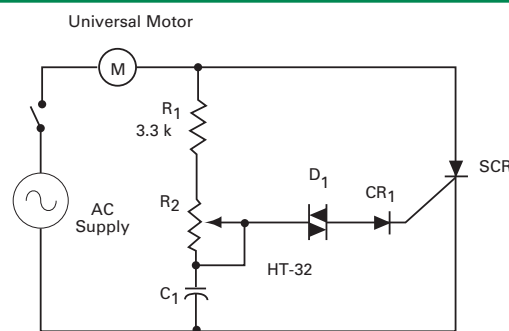 Universal Motor
M
R1
3.3 k
SCR
D1
CR1
R2
AC
Supply
HT-32
C1